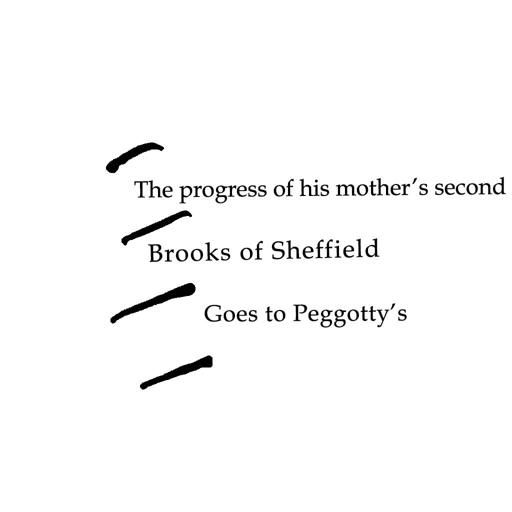 The progress of his mother's second
Brooks of Sheffield
Goes to Peggotty's